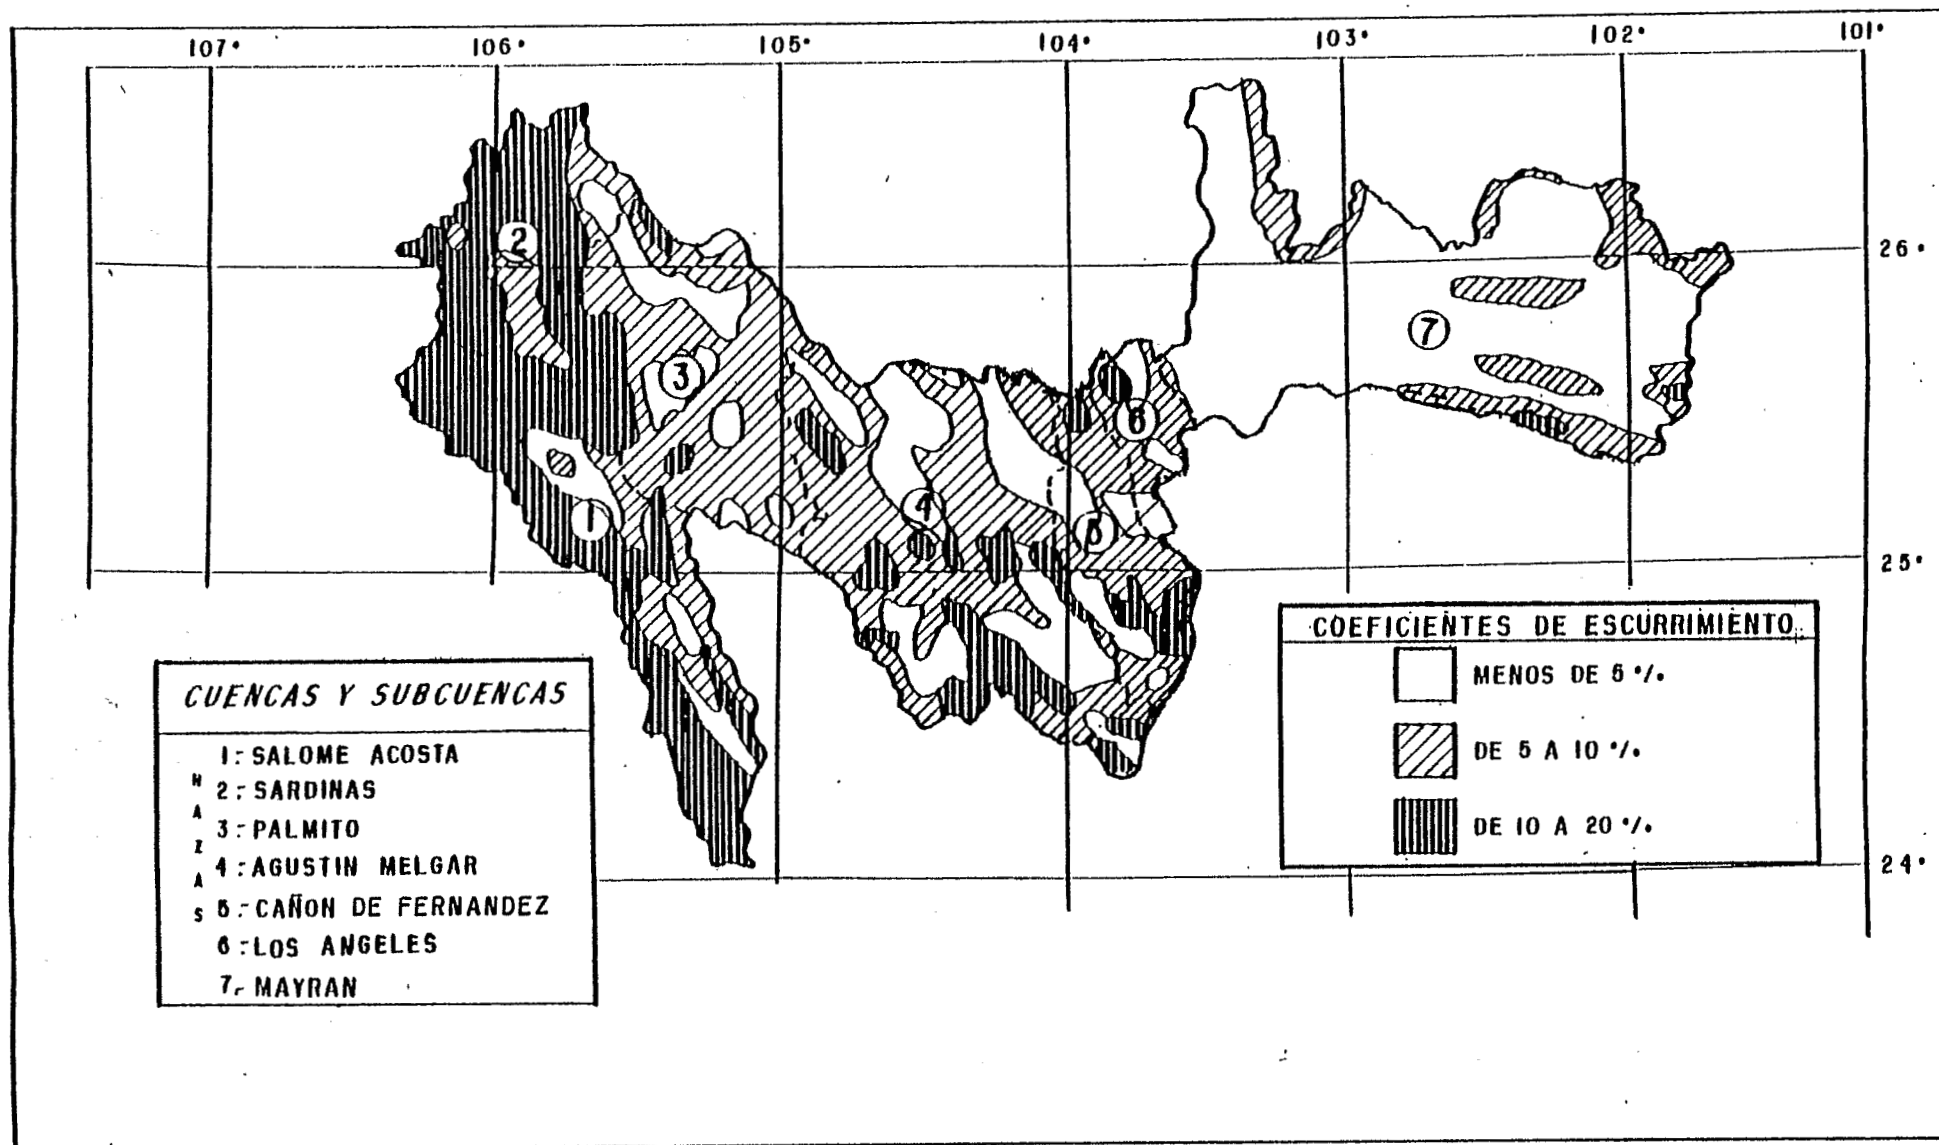 107° 106° 105° 104° 103° 102° 101°
26°
25°
24°
2
3
1
4
5
6
7
CUENCAS Y SUBCUENCAS
HAZAS
1.- SALOME ACOSTA
2.- SARDINAS
3.- PALMITO
4.- AGUSTIN MELGAR
5.- CAÑON DE FERNANDEZ
6.- LOS ANGELES
7.- MAYRAN
COEFICIENTES DE ESCURRIMIENTO
MENOS DE 5 %
DE 5 A 10 %
DE 10 A 20 %